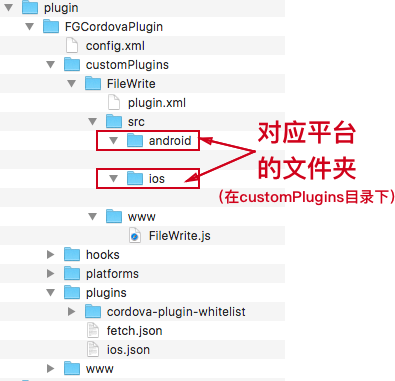 plugin
FGCordovaPlugin
config.xml
customPlugins
FileWrite
plugin.xml
src
android
ios
www
FileWrite.js
hooks
platforms
plugins
cordova-plugin-whitelist
fetch.json
ios.json
www
对应平台
的文件夹
(在customPlugins目录下)